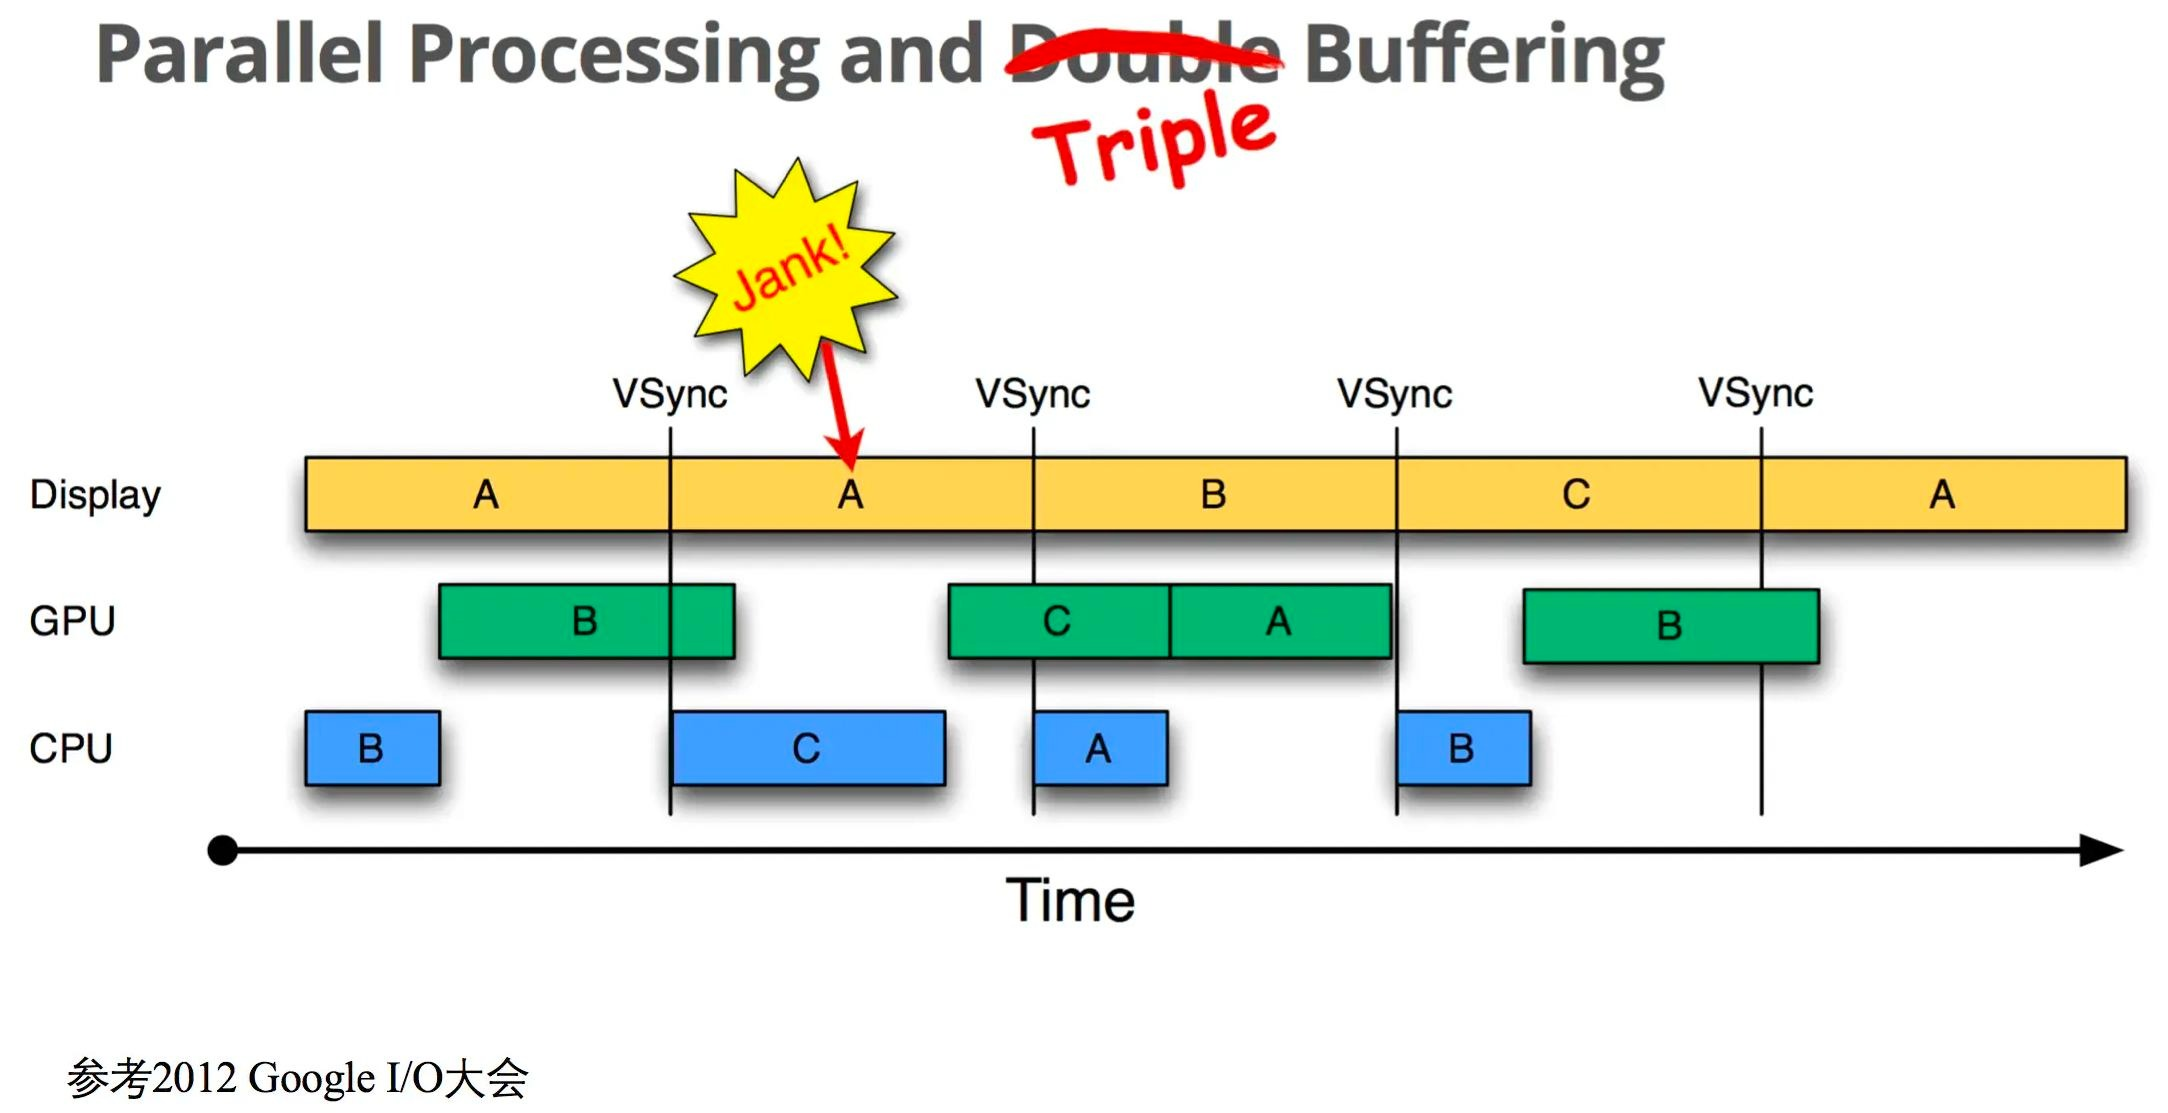 Parallel Processing and Double Buffering
Triple
Jank!
VSync VSync VSync VSync
Display A A B C A
GPU B C A B
CPU B C A B
Time
参考2012 Google I/O大会